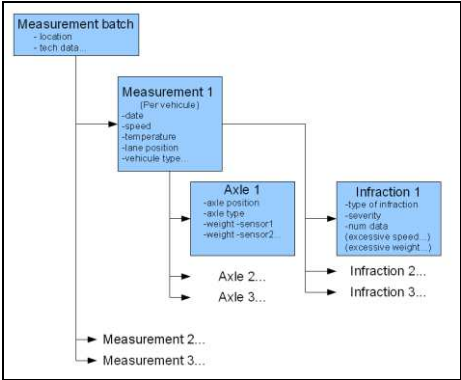 Measurement batch
- location
- tech data...
Measurement 1
(Per vehicule)
-date
-speed
-temperature
-lane position
-vehicule type...
Axle 1
-axle position
-axle type
-weight -sensor1
-weight -sensor2...
Infraction 1
-type of infraction
-severity
-num data
(excessive speed...)
(excessive weight...)
Axle 2...
Axle 3...
Infraction 2...
Infraction 3...
Measurement 2...
Measurement 3...